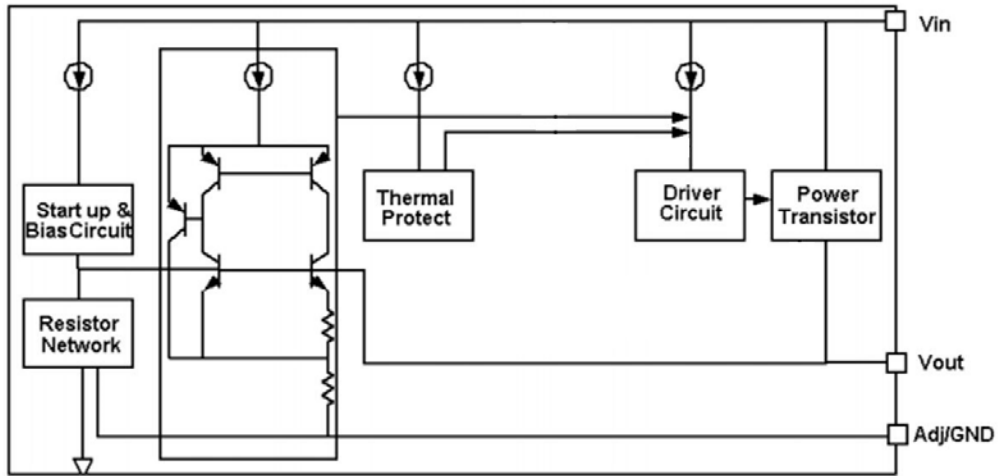 Vin
Start up &
BiasCircuit
Thermal
Protect
Driver
Circuit
Power
Transistor
Resistor
Network
Vout
Adj/GND